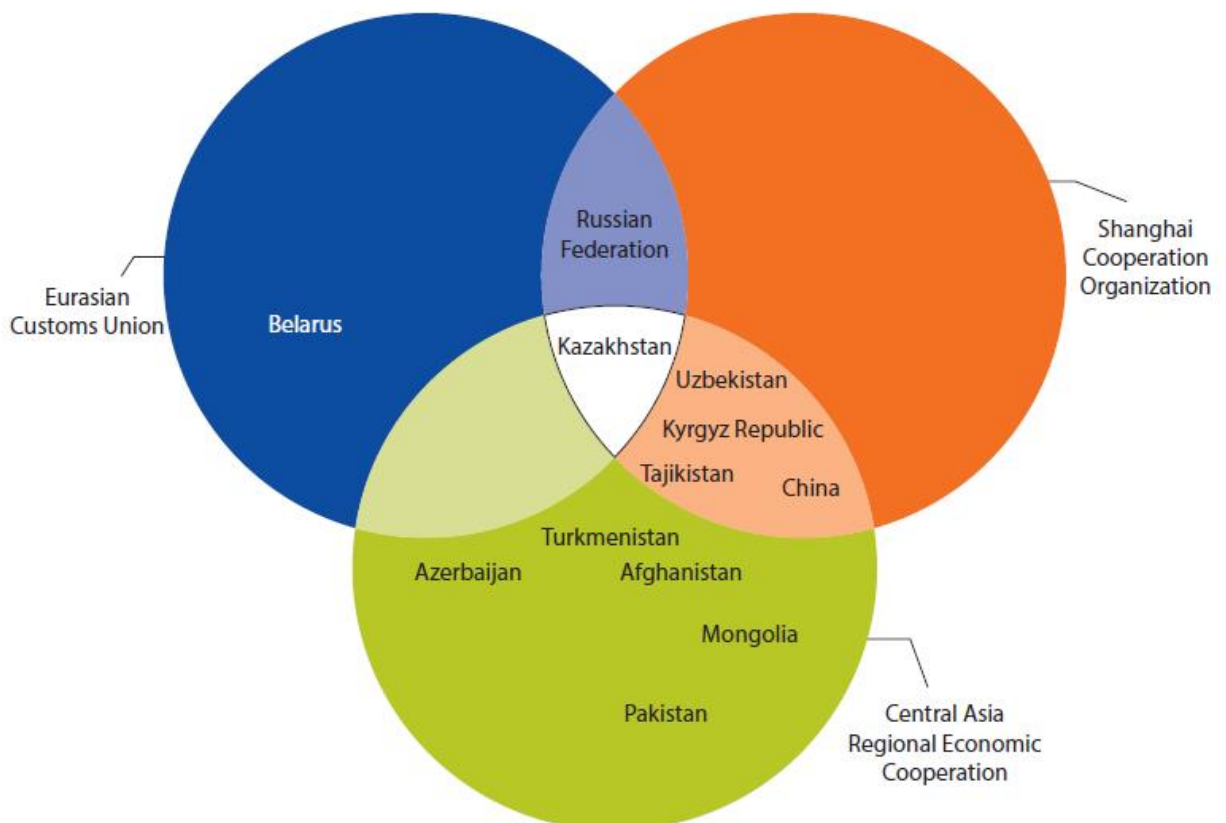 Russian
Federation
Shanghai
Cooperation
Organization
Eurasian
Customs Union
Belarus
Kazakhstan
Uzbekistan
Kyrgyz Republic
Tajikistan
China
Turkmenistan
Azerbaijan
Afghanistan
Mongolia
Pakistan
Central Asia
Regional Economic
Cooperation